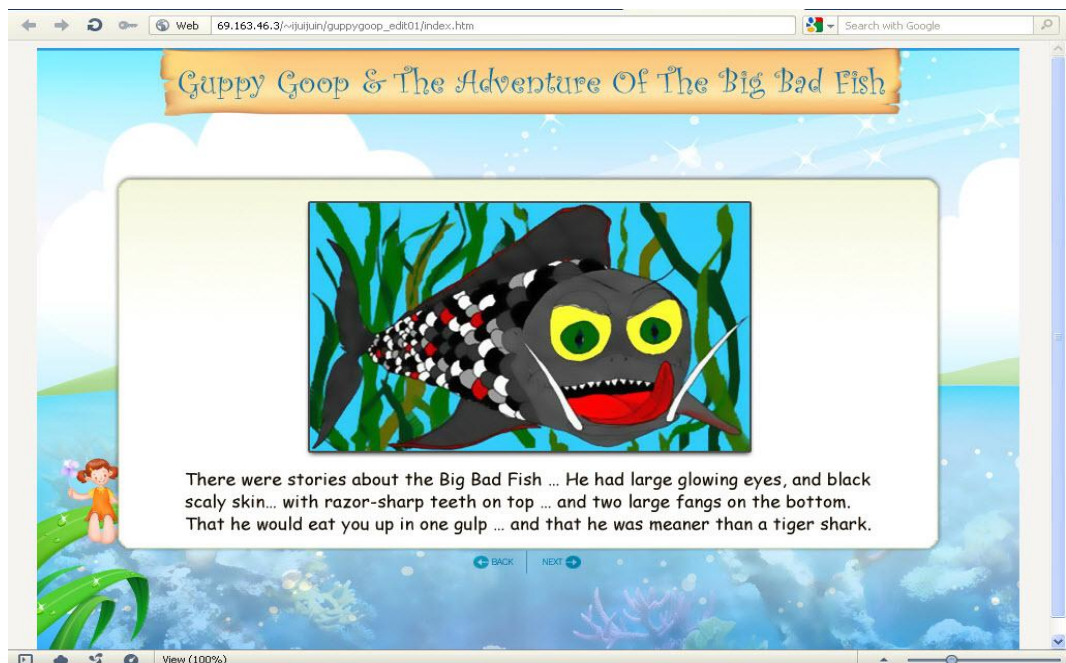 Web 69.163.46.3/~ijuijuin/guppygoop_edit01/index.htm Search with Google
Guppy Goop & The Adventure Of The Big Bad Fish
There were stories about the Big Bad Fish ... He had large glowing eyes, and black
scaly skin... with razor-sharp teeth on top ... and two large fangs on the bottom.
That he would eat you up in one gulp ... and that he was meaner than a tiger shark.
BACK NEXT
View (100%)